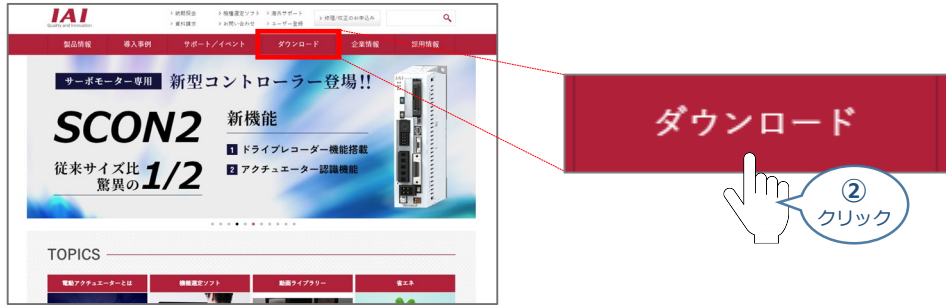 IAI
Quality and Innovation
› 納期照会 › 機種選定ソフト › 海外サポート
› 資料請求 › お問い合わせ › ユーザー登録
› 修理/校正のお申込み
製品情報 導入事例 サポート/イベント ダウンロード 企業情報 採用情報
サーボモーター専用 新型コントローラー登場!!
SCON2
従来サイズ比
驚異の1/2
新機能
1 ドライブレコーダー機能搭載
2 アクチュエーター認識機能
TOPICS
電動アクチュエーターとは 機種選定ソフト 動画ライブラリー 省エネ
ダウンロード
②
クリック